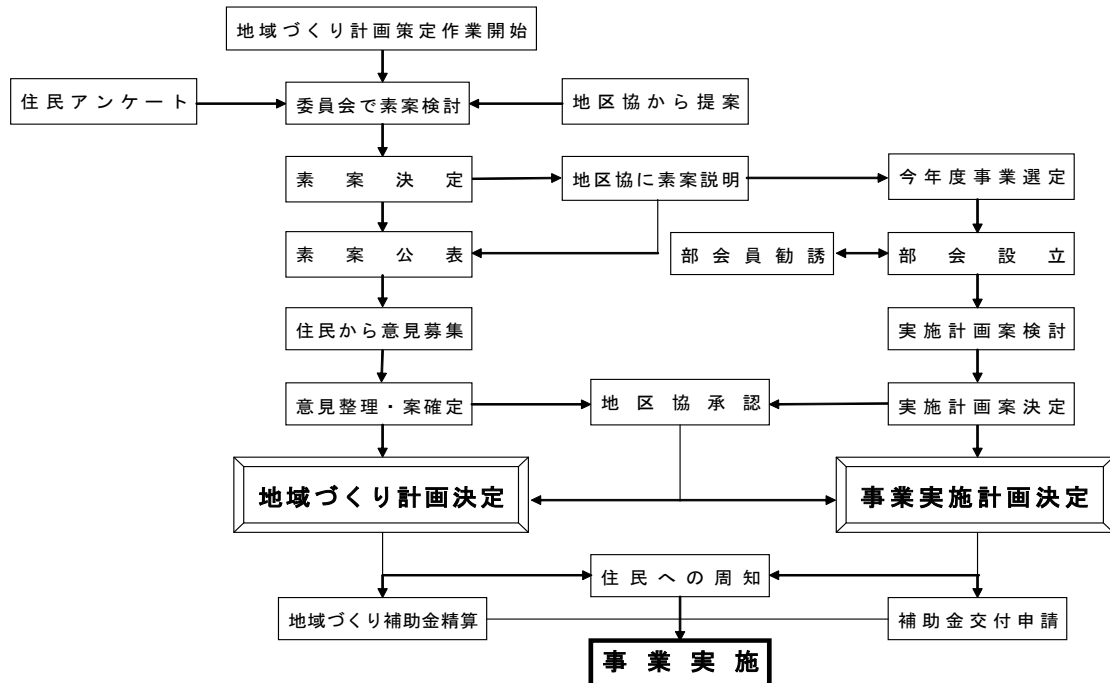 地域づくり計画策定作業開始
住民アンケート
委員会で素案検討
地区協から提案
素案決定
地区協に素案説明
今年度事業選定
素案公表
部会員勧誘
部会設立
住民から意見募集
実施計画案検討
意見整理・案確定
地区協承認
実施計画案決定
地域づくり計画決定
事業実施計画決定
住民への周知
地域づくり補助金精算
補助金交付申請
事業実施